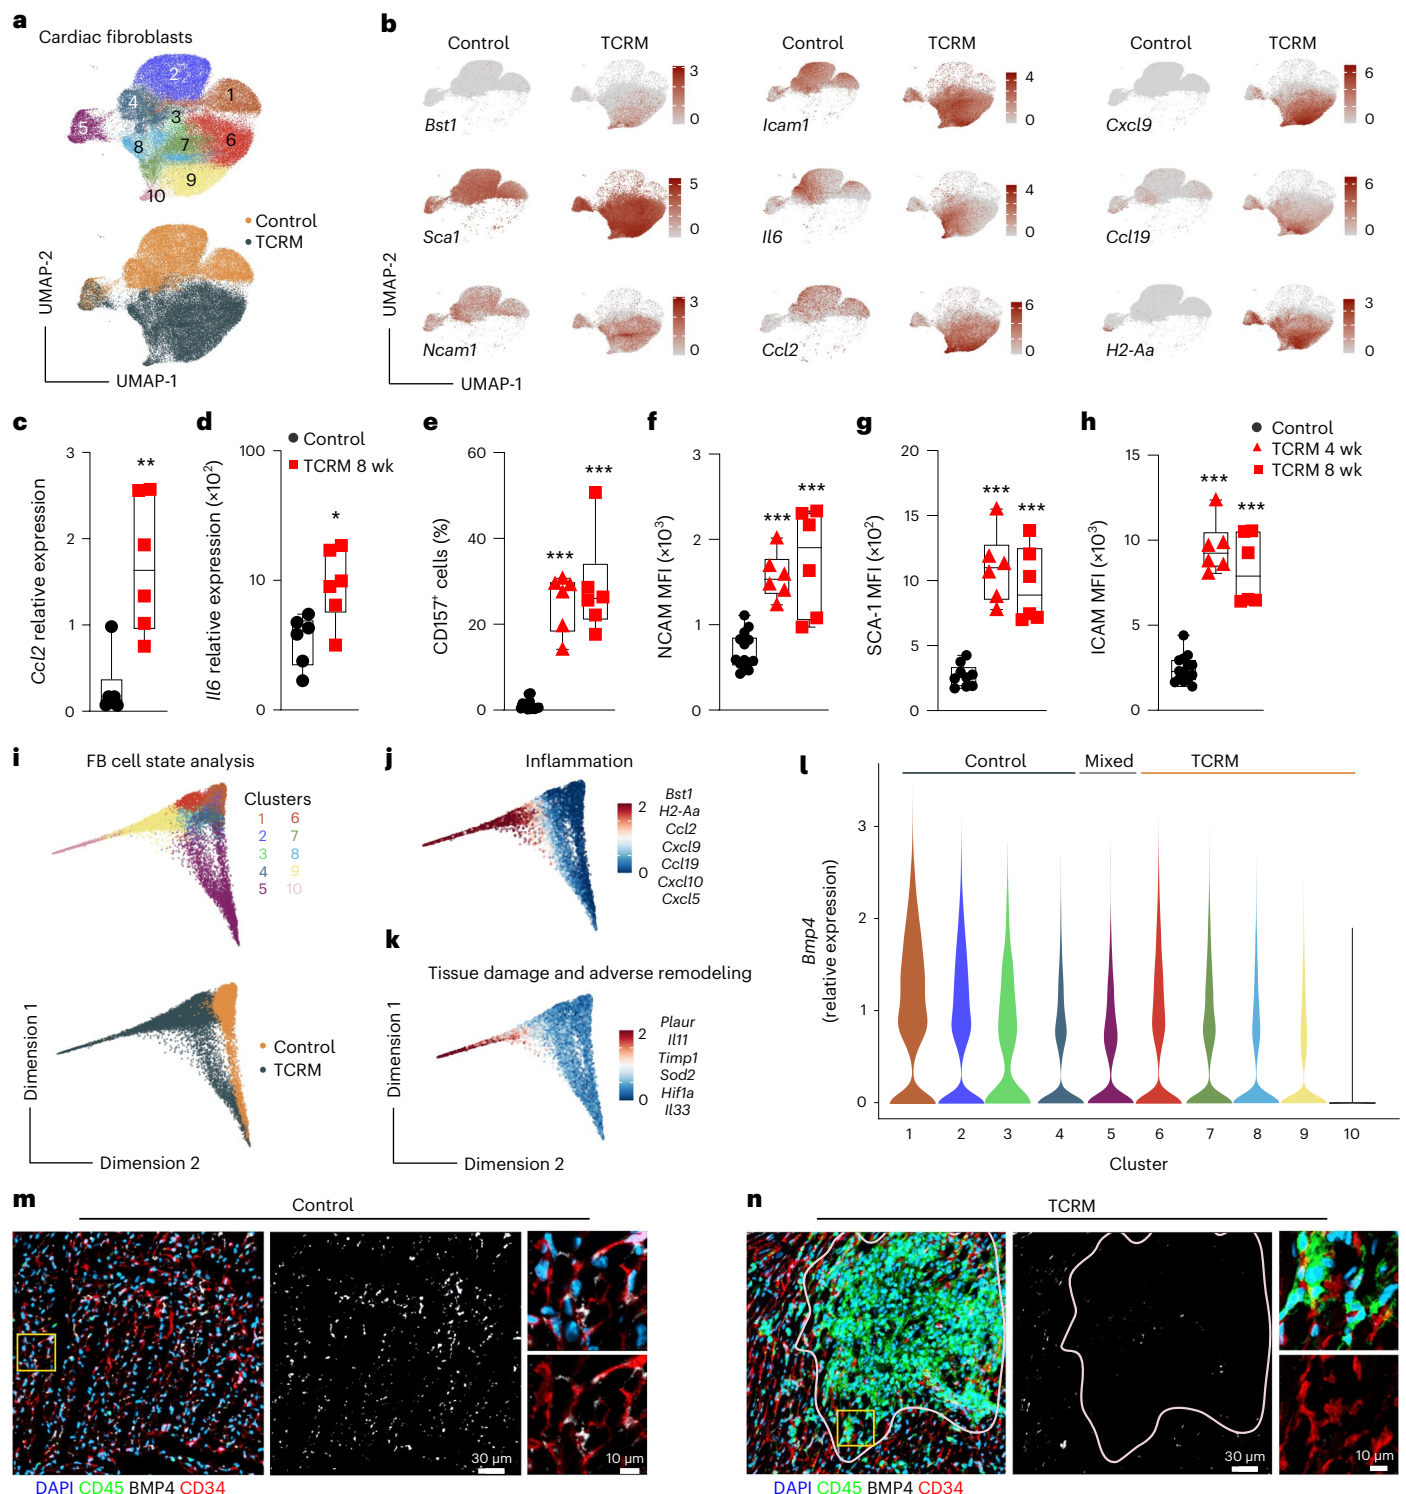 a
Cardiac fibroblasts
2
1
4
3
5
6
8
7
9
10
Control
TCRM
UMAP-2
UMAP-1
b
Control
TCRM
Control
TCRM
Control
TCRM
Bst1
3
2
1
0
Icam1
4
2
0
Cxcl9
6
3
0
Sca1
5
0
Il6
4
2
0
Ccl19
6
3
0
Ncam1
3
0
Ccl2
6
4
2
0
H2-Aa
3
0
UMAP-2
UMAP-1
c
Ccl2 relative expression
3
2
1
0
**
d
Il6 relative expression (×10²)
100
10
0
Control
TCRM 8 wk
*
e
CD157⁺ cells (%)
60
40
20
0
***
***
f
NCAM MFI (×10³)
3
2
1
0
***
***
g
SCA-1 MFI (×10²)
20
15
10
5
0
***
***
h
ICAM MFI (×10³)
15
10
5
0
***
***
Control
TCRM 4 wk
TCRM 8 wk
i
FB cell state analysis
Clusters
1 6
2 7
3 8
4 9
5 10
Control
TCRM
Dimension 1
Dimension 2
j
Inflammation
2
0
Bst1
H2-Aa
Ccl2
Cxcl9
Ccl19
Cxcl10
Cxcl5
k
Tissue damage and adverse remodeling
2
0
Plaur
Il11
Timp1
Sod2
Hif1a
Il33
Dimension 1
Dimension 2
l
Control
Mixed
TCRM
Bmp4
(relative expression)
3
2
1
0
1 2 3 4 5 6 7 8 9 10
Cluster
m
Control
30 µm
10 µm
DAPI CD45 BMP4 CD34
n
TCRM
30 µm
10 µm
DAPI CD45 BMP4 CD34